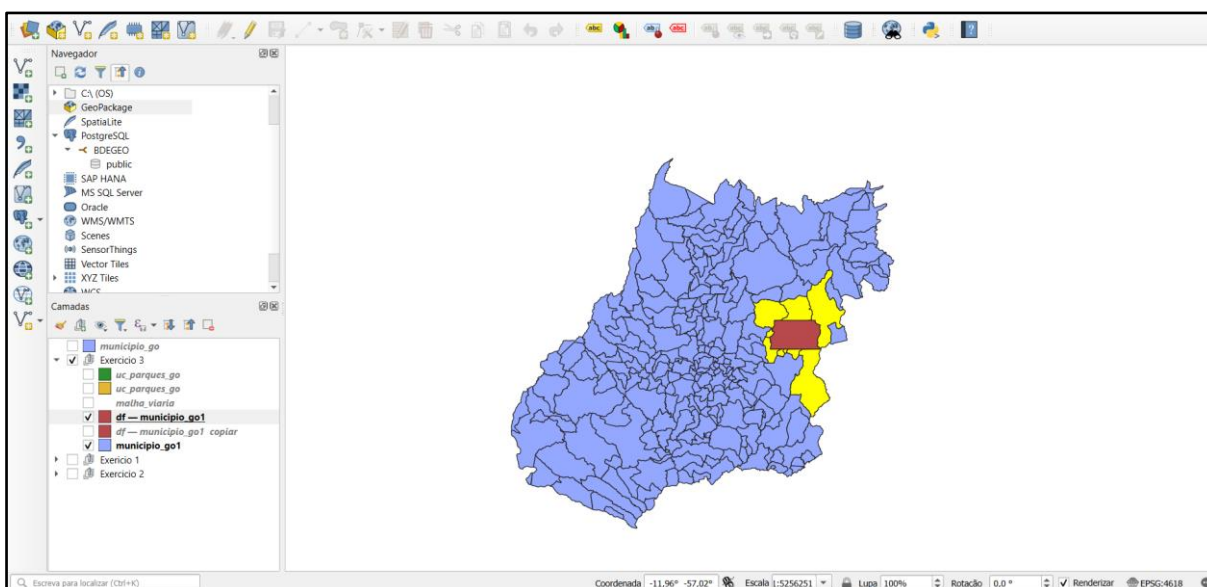 Navegador
C:\ (OS)
GeoPackage
SpatiaLite
PostgreSQL
BDEGEO
public
SAP HANA
MS SQL Server
Oracle
WMS/WMTS
Scenes
SensorThings
Vector Tiles
XYZ Tiles
WCS
Camadas
municipio_go
Exercicio 3
uc_parques_go
uc_parques_go
malha_viaria
df — municipio_go1
df — municipio_go1 copiar
municipio_go1
Exercicio 1
Exercicio 2
Escreva para localizar (Ctrl+K)
Coordenada -11,96° -57,02° Escala 1:5256251 Lupa 100% Rotação 0,0 ° Renderizar EPSG:4618